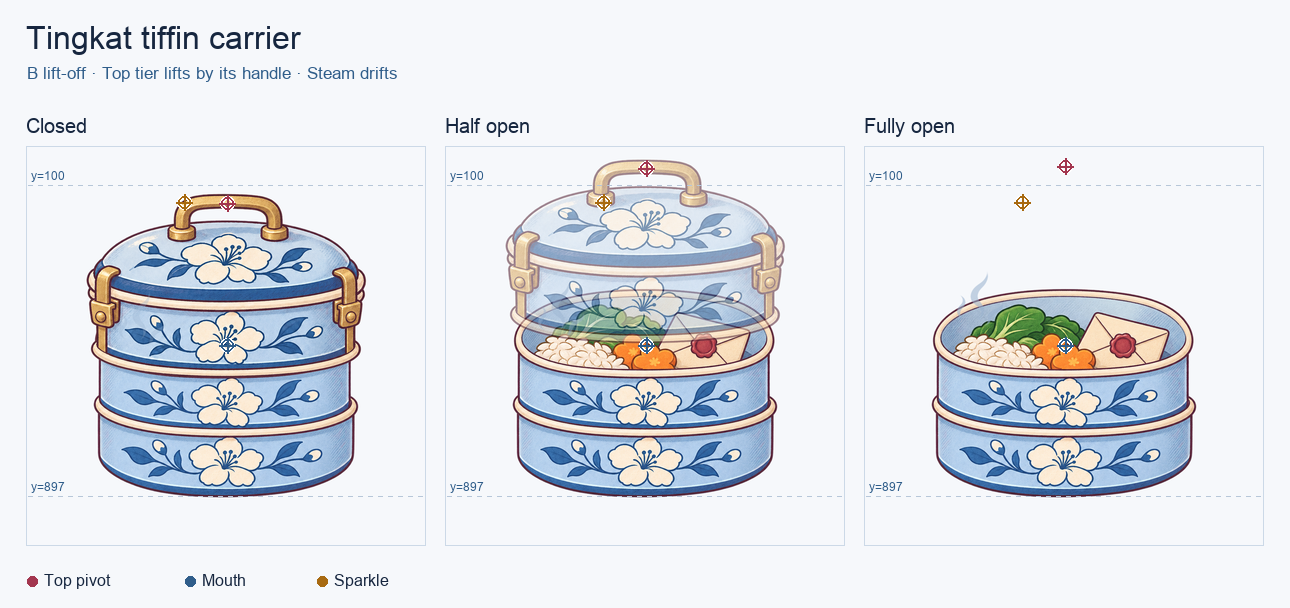 Tingkat tiffin carrier
B lift-off · Top tier lifts by its handle · Steam drifts
Closed
Half open
Fully open
y=100
y=100
y=100
y=897
y=897
y=897
Top pivot
Mouth
Sparkle